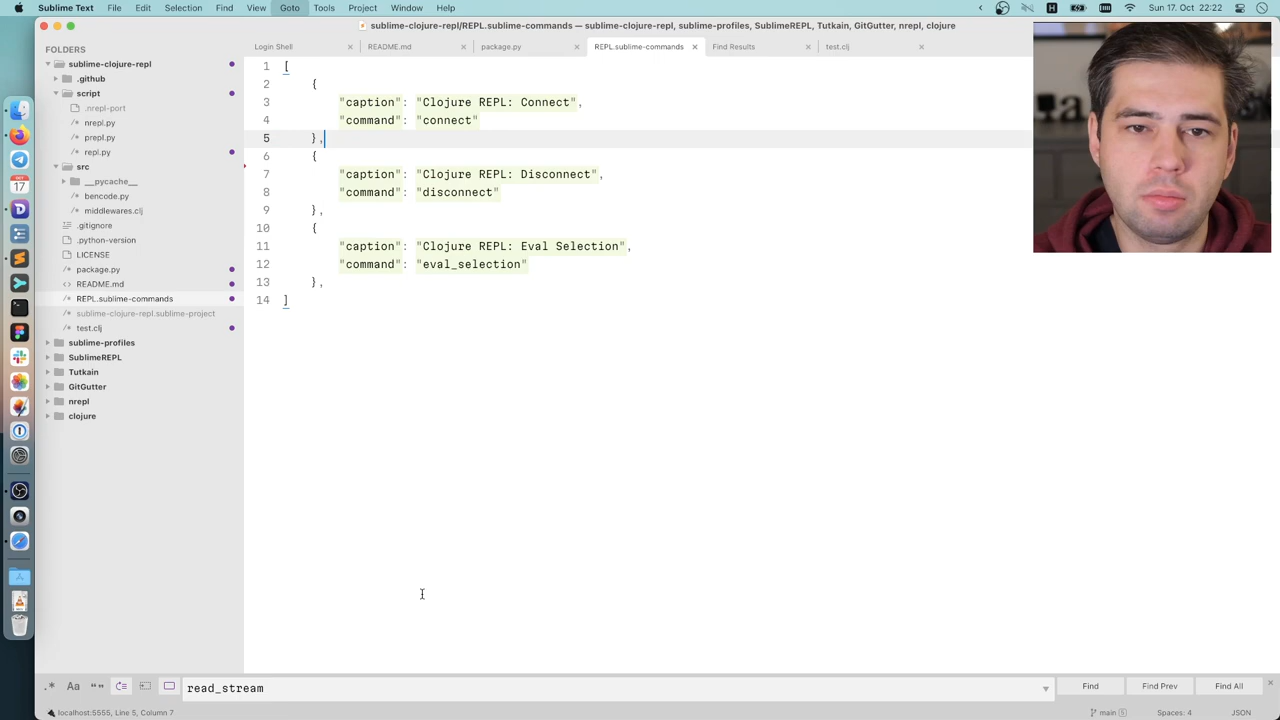 Sublime Text File Edit Selection Find View Goto Tools Project Window Help
Sun 17. Oct 22:22
sublime-clojure-repl/REPL.sublime-commands — sublime-clojure-repl, sublime-profiles, SublimeREPL, Tutkain, GitGutter, nrepl, clojure
Login Shell
README.md
package.py
REPL.sublime-commands
Find Results
test.clj
FOLDERS
sublime-clojure-repl
.github
script
.nrepl-port
nrepl.py
prepl.py
repl.py
src
__pycache__
bencode.py
middlewares.clj
.gitignore
.python-version
LICENSE
package.py
README.md
REPL.sublime-commands
sublime-clojure-repl.sublime-project
test.clj
sublime-profiles
SublimeREPL
Tutkain
GitGutter
nrepl
clojure
OCT
17
1 [
2 {
3 "caption": "Clojure REPL: Connect",
4 "command": "connect"
5 },
6 {
7 "caption": "Clojure REPL: Disconnect",
8 "command": "disconnect"
9 },
10 {
11 "caption": "Clojure REPL: Eval Selection",
12 "command": "eval_selection"
13 },
14 ]
.* Aa “” read_stream
Find Find Prev Find All
localhost:5555, Line 5, Column 7
main 5 Spaces: 4 JSON